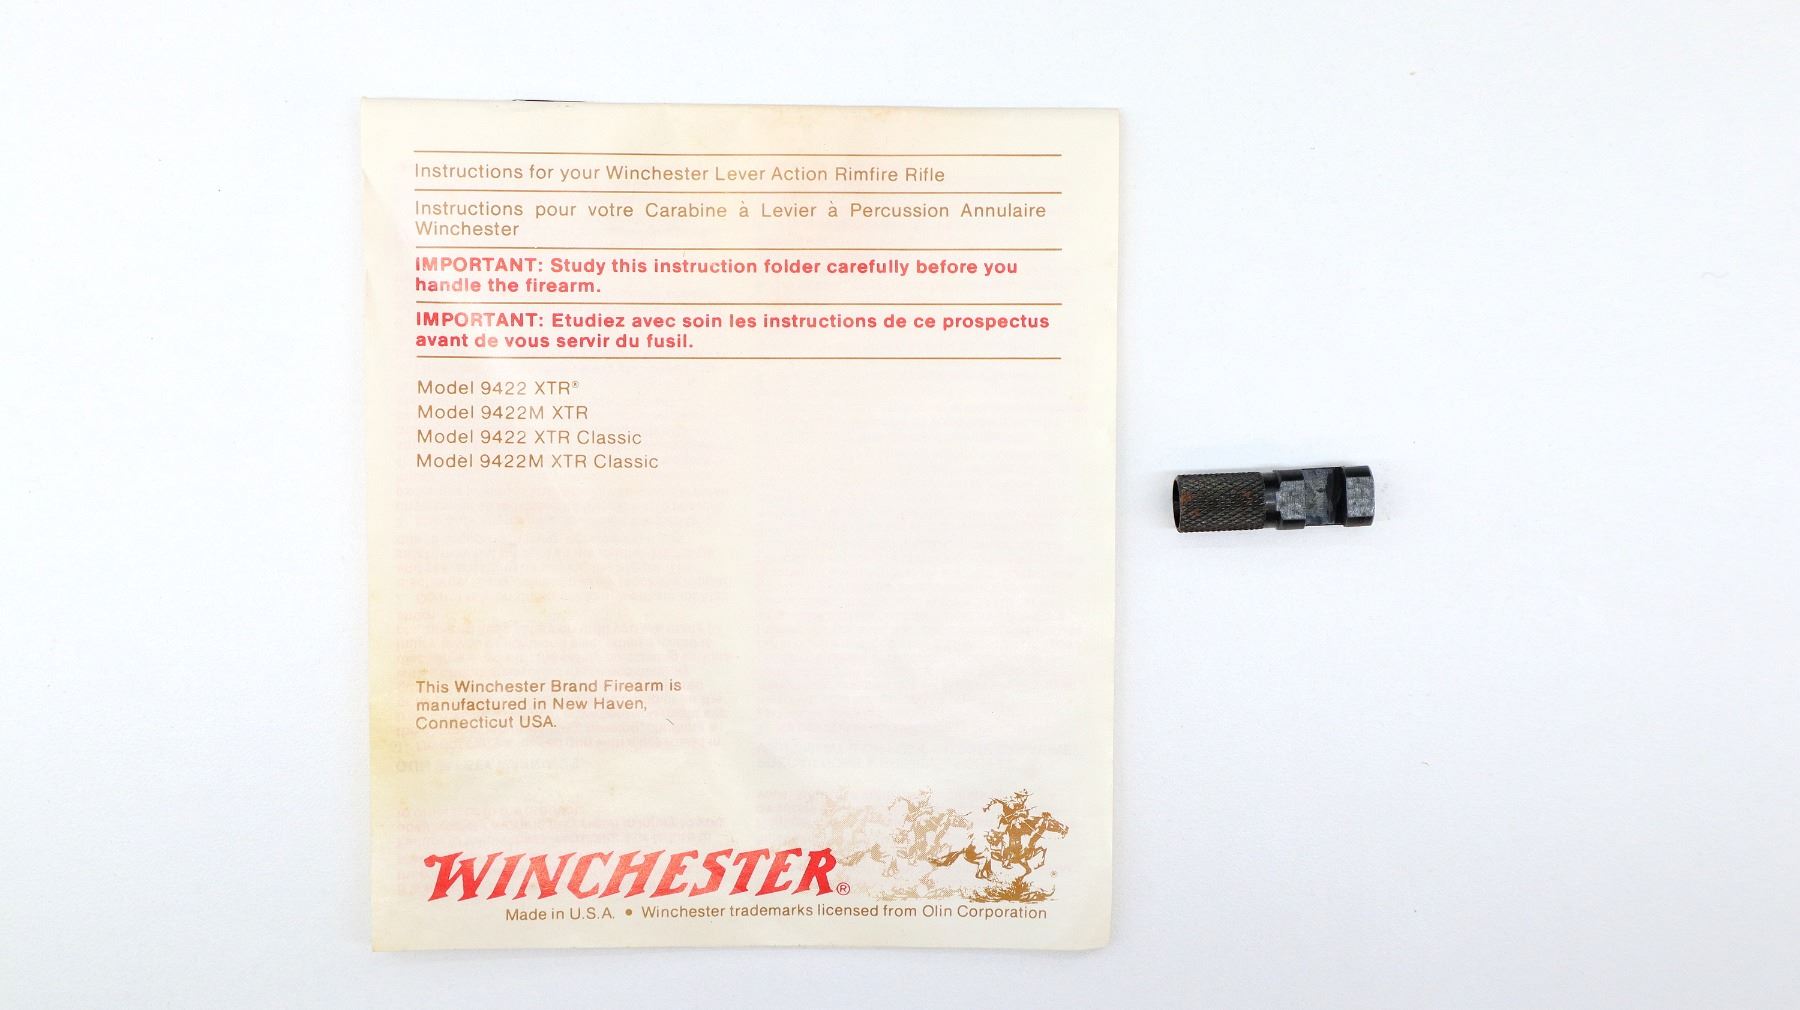 Instructions for your Winchester Lever Action Rimfire Rifle
Instructions pour votre Carabine à Levier à Percussion Annulaire
Winchester
IMPORTANT: Study this instruction folder carefully before you
handle the firearm.
IMPORTANT: Etudiez avec soin les instructions de ce prospectus
avant de vous servir du fusil.
Model 9422 XTR®
Model 9422M XTR
Model 9422 XTR Classic
Model 9422M XTR Classic
This Winchester Brand Firearm is
manufactured in New Haven,
Connecticut USA.
WINCHESTER®
Made in U.S.A. • Winchester trademarks licensed from Olin Corporation